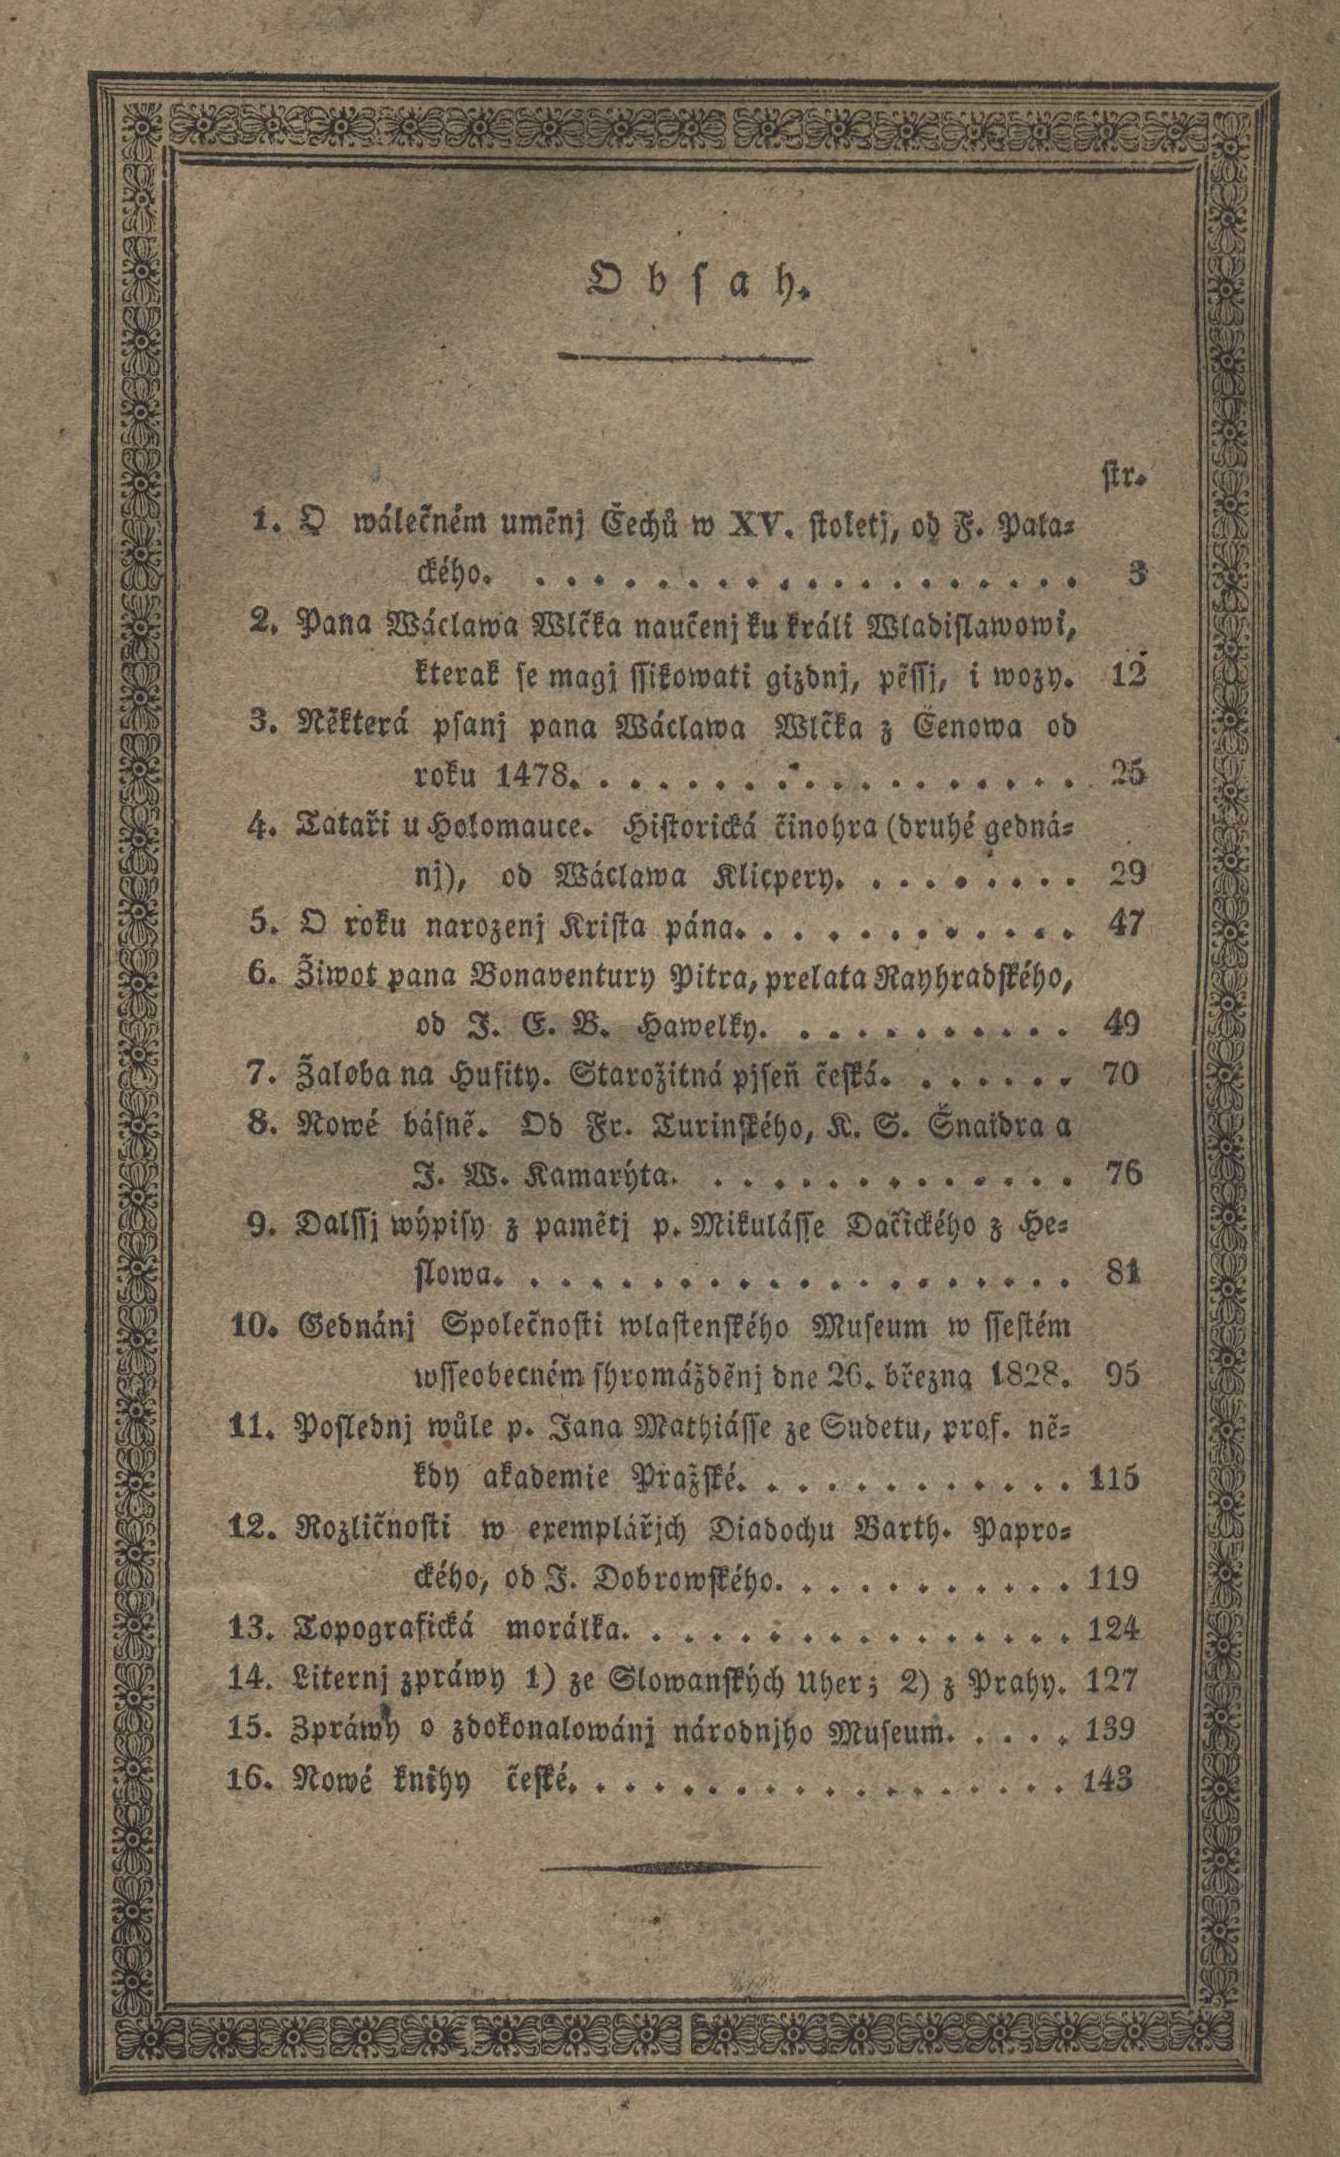 Obsah.
str.
1. O wálečném uměnj Čechů w XV. stoletj, od F. Pala-
ckého. . . . . . . . . . . . . . . . . . . . 3
2. Pana Wáclawa Wlčka naučenj ku králi Wladislawowi,
kterak se magj ssikowati gizdnj, pěssj, i wozy. 12
3. Některá psanj pana Wáclawa Wlčka z Čenowa od
roku 1478. . . . . . . . . . . . . . . . . . 25
4. Tataři u Holomauce. Historická činohra (druhé gedná-
nj), od Wáclawa Klicpery. . . . . . . . . 29
5. O roku narozenj Krista pána. . . . . . . . . . . . 47
6. Žiwot pana Bonaventury Pitra, preláta Rayhradského,
od J. E. B. Hawelky. . . . . . . . . . . 49
7. Žaloba na Husity. Starožitná pjseň česká. . . . . . . 70
8. Nowé básně. Od Fr. Turinského, K. S. Šnaidra a
J. W. Kamarýta. . . . . . . . . . . . . . 76
9. Dalssj wýpisy z pamětj p. Mikulásse Dačického z He-
slowa. . . . . . . . . . . . . . . . . . . . 81
10. Gednánj Společnosti wlastenského Museum w ssestém
wsseobecném shromážděnj dne 26. března 1828. 95
11. Poslednj wůle p. Jana Mathiásse ze Sudetu, prof. ně-
kdy akademie Pražské. . . . . . . . . . . . 115
12. Rozličnosti w exemplářjch Diadochu Barth. Papro-
ckého, od J. Dobrowského. . . . . . . . . . . 119
13. Topografická morálka. . . . . . . . . . . . . . . . 124
14. Liternj zpráwy 1) ze Slowanských Uher; 2) z Prahy. 127
15. Zpráwy o zdokonalowánj národnjho Museum. . . . . 139
16. Nowé knihy české. . . . . . . . . . . . . . . . . . 143